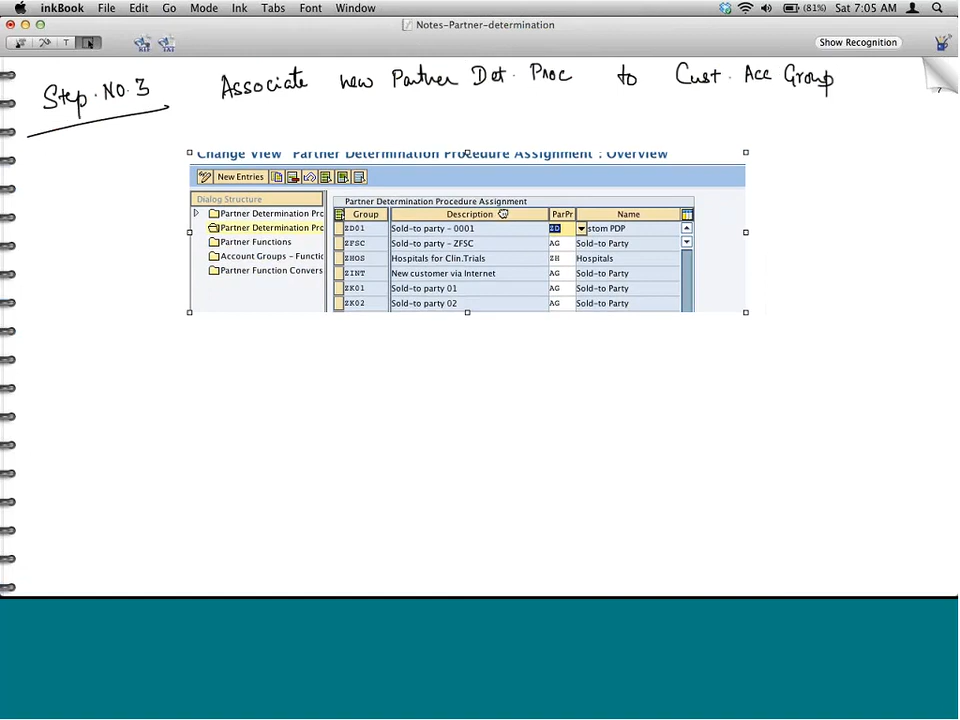 inkBook File Edit Go Mode Ink Tabs Font Window (81%) Sat 7:05 AM
Notes-Partner-determination
T Show Recognition
Step. No. 3 Associate new Partner Det. Proc to Cust. Acc Group
Change View "Partner Determination Procedure Assignment": Overview
New Entries
Dialog Structure
Partner Determination Prc
Partner Determination Pro
Partner Functions
Account Groups - Functio
Partner Function Convers
Partner Determination Procedure Assignment
Group Description ParPr Name
ZD01 Sold-to party - 0001 ZD stom PDP
ZFSC Sold-to party - ZFSC AG Sold-to Party
ZHOS Hospitals for Clin.Trials ZH Hospitals
ZINT New customer via Internet AG Sold-to Party
ZK01 Sold-to party 01 AG Sold-to Party
ZK02 Sold-to party 02 AG Sold-to Party